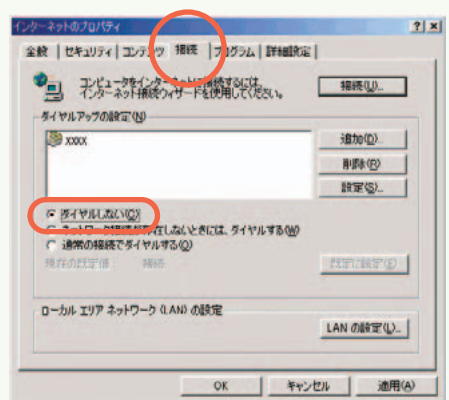 インターネットのプロパティ
全般 セキュリティ コンテンツ 接続 プログラム 詳細設定
コンピュータをインターネットに接続するには、
インターネット接続ウィザードを使用してください。
接続(U)...
ダイヤルアップの設定(N)
XXXX
追加(D)...
削除(R)
設定(S)...
ダイヤルしない(C)
ネットワーク接続が存在しないときには、ダイヤルする(W)
通常の接続でダイヤルする(O)
現在の既定値 接続
既定に設定(E)
ローカル エリア ネットワーク (LAN) の設定
LAN の設定(L)...
OK キャンセル 適用(A)